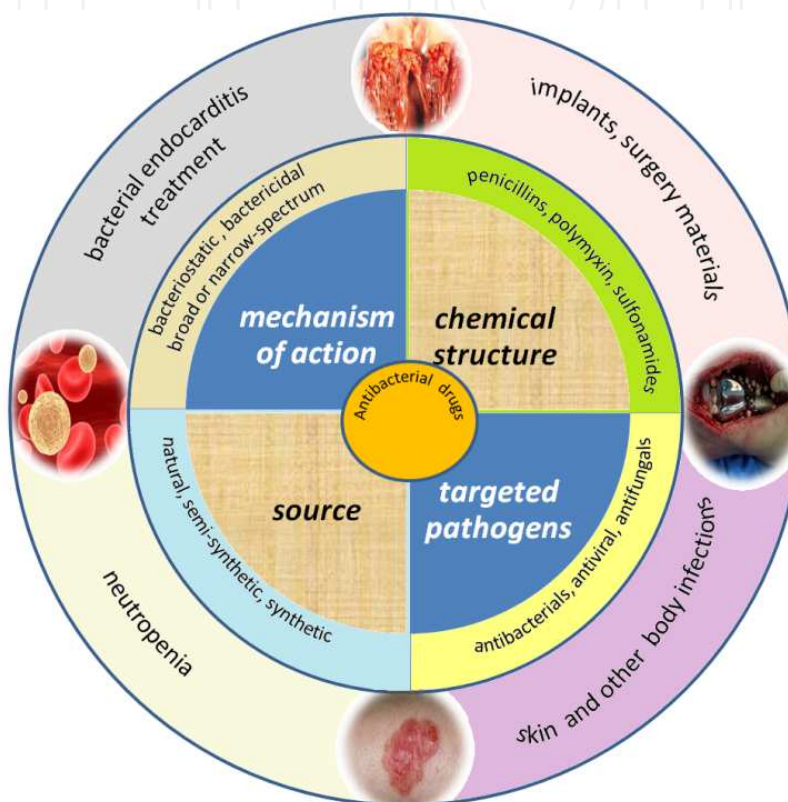 bacterial endocarditis
treatment
implants, surgery materials
bacteriostatic, bactericidal
broad or narrow-spectrum
penicillins, polymyxin, sulfonamides
mechanism
of action
chemical
structure
Antibacterial drugs
source
targeted
pathogens
natural, semi-synthetic, synthetic
antibacterials, antiviral, antifungals
neutropenia
skin and other body infections